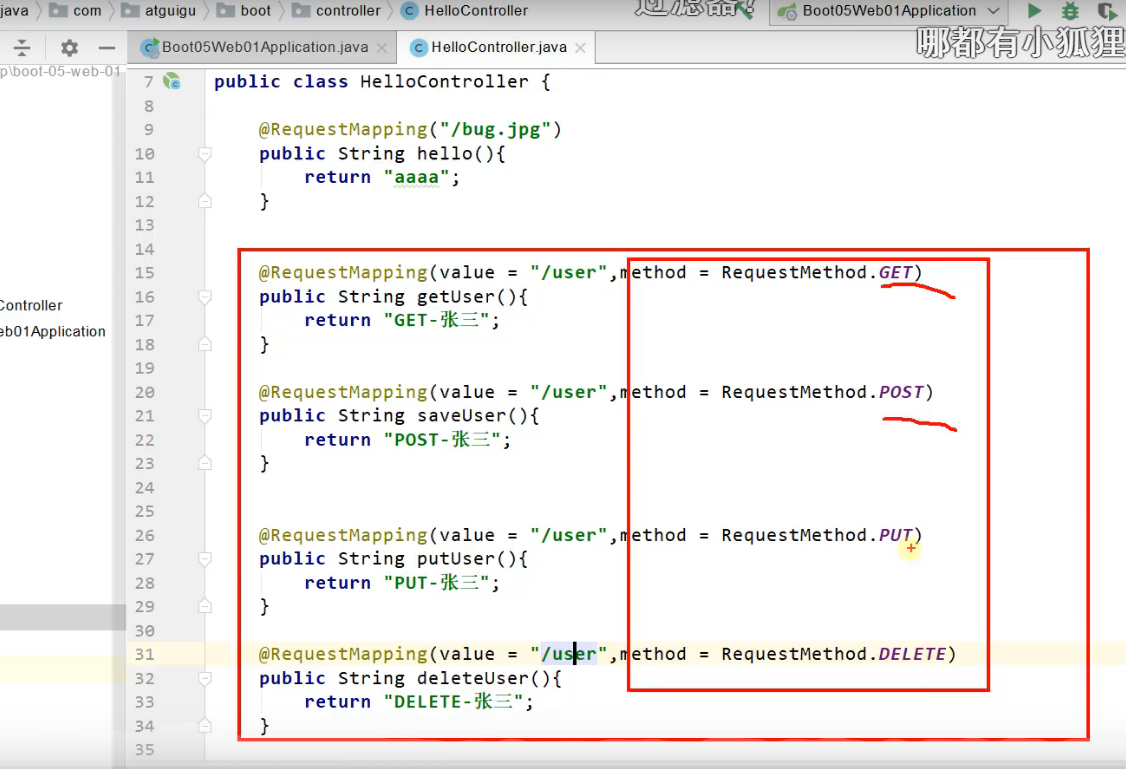 java com atguigu boot controller HelloController
过滤器! Boot05Web01Application
哪都有小狐狸
Boot05Web01Application.java HelloController.java
p\boot-05-web-01
Controller
eb01Application
7 public class HelloController {
8
9 @RequestMapping("/bug.jpg")
10 public String hello(){
11 return "aaaa";
12 }
13
14
15 @RequestMapping(value = "/user",method = RequestMethod.GET)
16 public String getUser(){
17 return "GET-张三";
18 }
19
20 @RequestMapping(value = "/user",method = RequestMethod.POST)
21 public String saveUser(){
22 return "POST-张三";
23 }
24
25
26 @RequestMapping(value = "/user",method = RequestMethod.PUT)
27 public String putUser(){
28 return "PUT-张三";
29 }
30
31 @RequestMapping(value = "/user",method = RequestMethod.DELETE)
32 public String deleteUser(){
33 return "DELETE-张三";
34 }
35